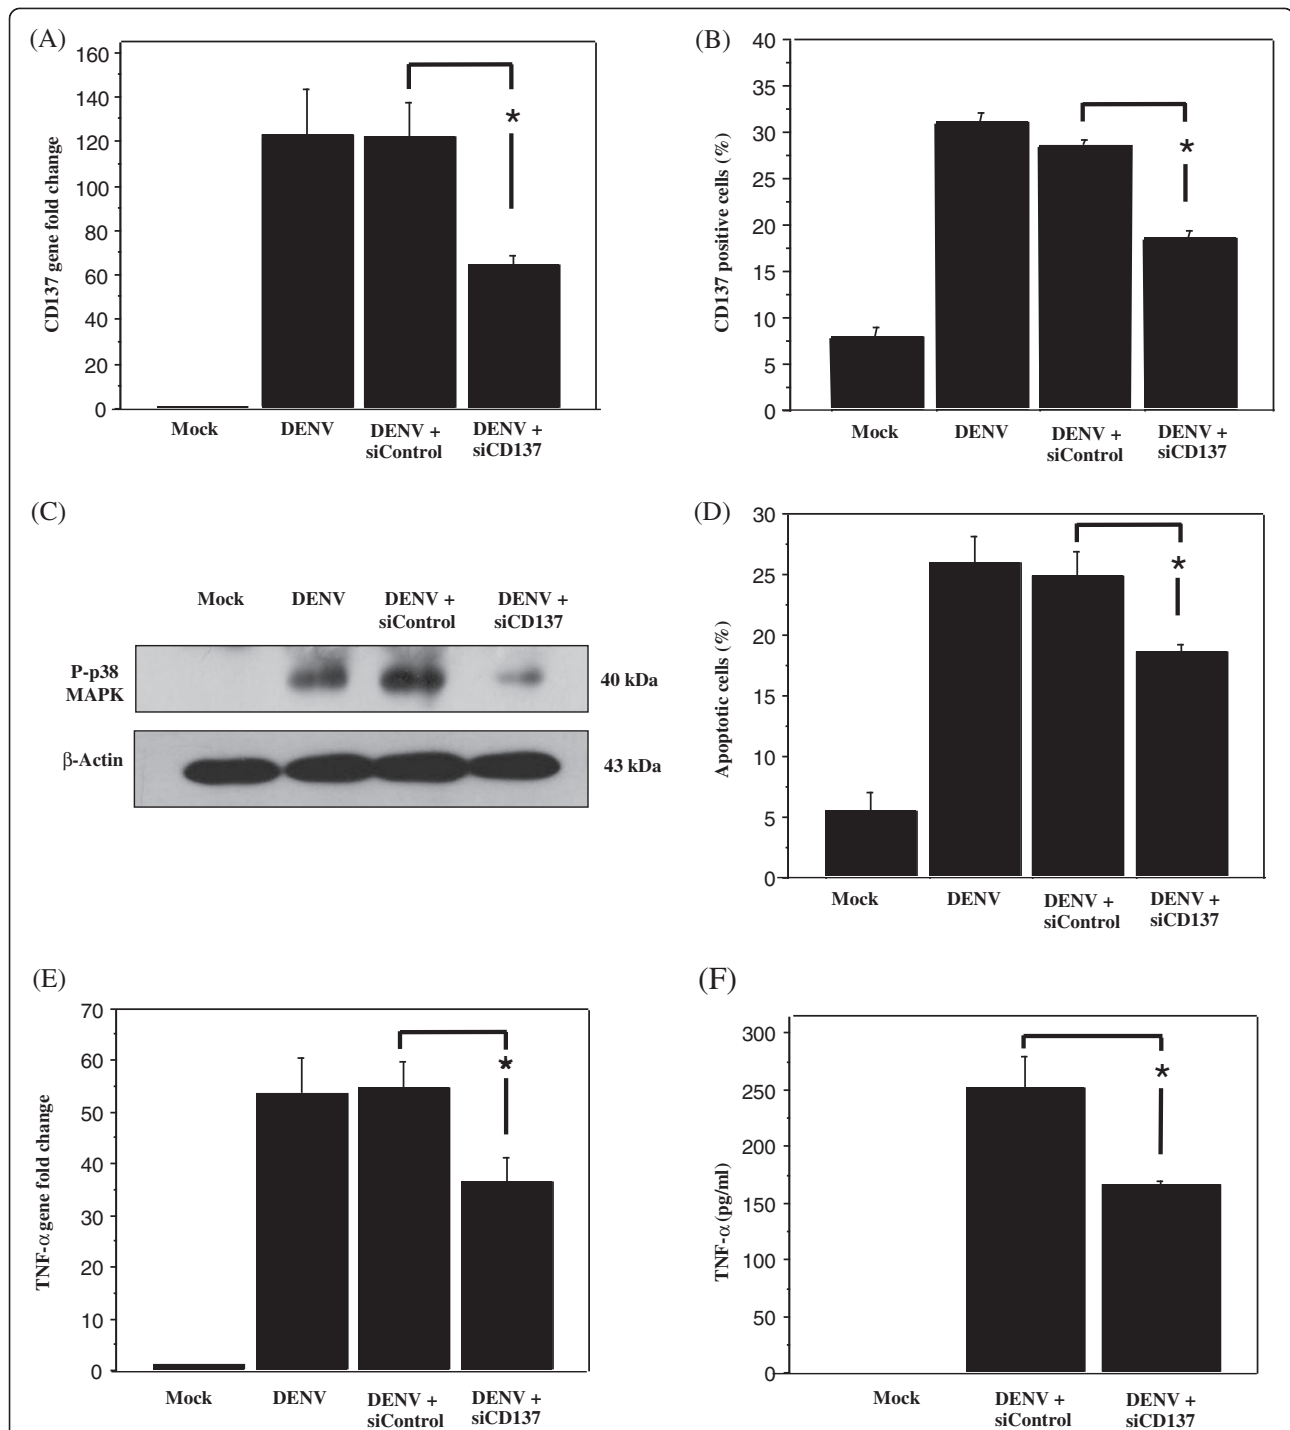 (A)
160
140
120
100
80
60
40
20
0
CD137 gene fold change
*
Mock
DENV
DENV +
siControl
DENV +
siCD137
(B)
40
35
30
25
20
15
10
5
0
CD137 positive cells (%)
*
Mock
DENV
DENV +
siControl
DENV +
siCD137
(C)
Mock
DENV
DENV +
siControl
DENV +
siCD137
P-p38
MAPK
40 kDa
β-Actin
43 kDa
(D)
30
25
20
15
10
5
0
Apoptotic cells (%)
*
Mock
DENV
DENV +
siControl
DENV +
siCD137
(E)
70
60
50
40
30
20
10
0
TNF-α gene fold change
*
Mock
DENV
DENV +
siControl
DENV +
siCD137
(F)
300
250
200
150
100
50
0
TNF-α (pg/ml)
*
Mock
DENV +
siControl
DENV +
siCD137